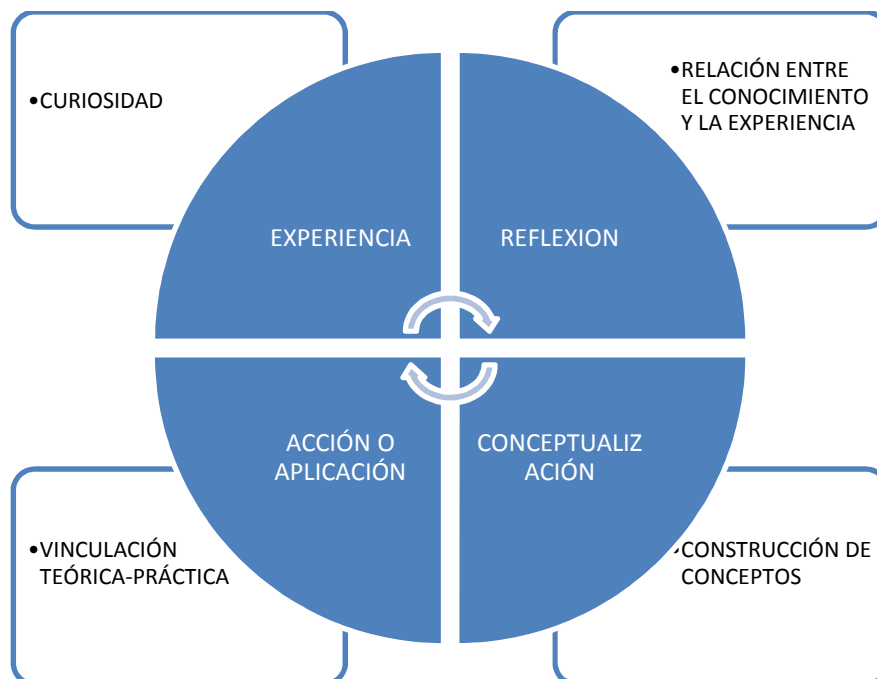 •CURIOSIDAD
•RELACIÓN ENTRE
EL CONOCIMIENTO
Y LA EXPERIENCIA
EXPERIENCIA
REFLEXION
ACCIÓN O
APLICACIÓN
CONCEPTUALIZ
ACIÓN
•VINCULACIÓN
TEÓRICA-PRÁCTICA
•CONSTRUCCIÓN DE
CONCEPTOS